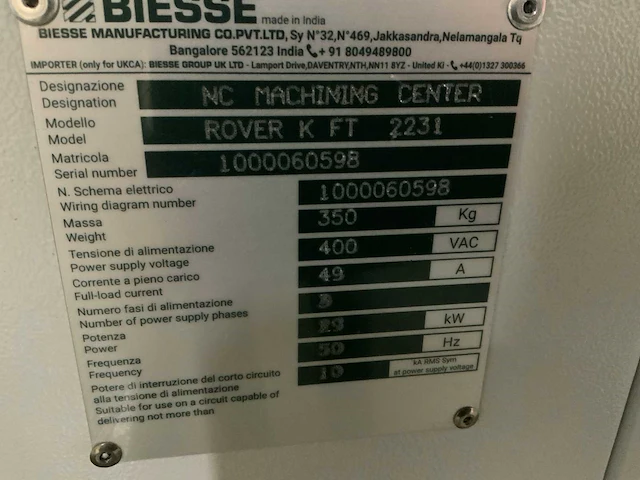 BIESSE made in India
BIESSE MANUFACTURING CO.PVT.LTD, Sy N°32,N°469,Jakkasandra,Nelamangala Tq
Bangalore 562123 India 📞+ 91 8049489800
IMPORTER (only for UKCA): BIESSE GROUP UK LTD - Lamport Drive,DAVENTRY,NTH,NN11 8YZ - United Ki - 📞+44(0)1327 300366
Designazione
Designation NC MACHINING CENTER
Modello
Model ROVER K FT 2231
Matricola
Serial number 1000060598
N. Schema elettrico
Wiring diagram number 1000060598
Massa
Weight 350 Kg
Tensione di alimentazione
Power supply voltage 400 VAC
Corrente a pieno carico
Full-load current 49 A
Numero fasi di alimentazione
Number of power supply phases 3
Potenza
Power 29 kW
Frequenza
Frequency 50 Hz
Potere di interruzione del corto circuito
alla tensione di alimentazione
Suitable for use on a circuit capable of
delivering not more than 10 kA RMS Sym
at power supply voltage